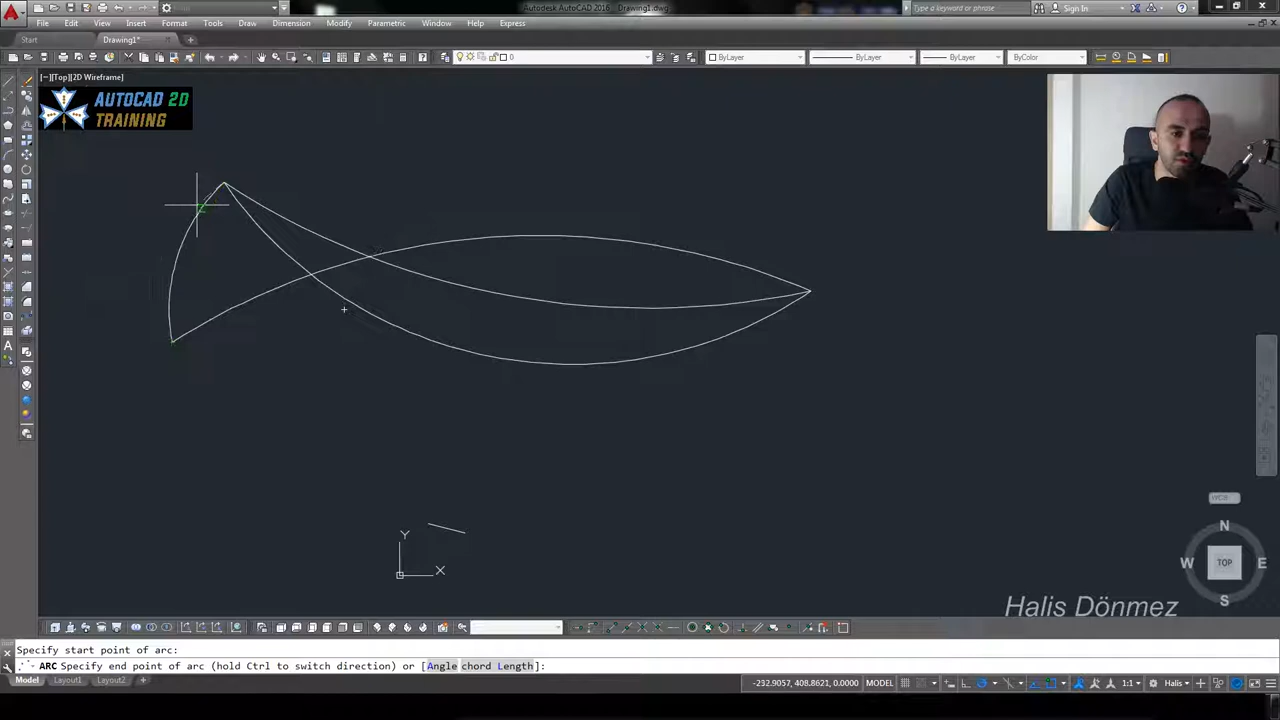 Autodesk AutoCAD 2016 Drawing1.dwg
Type a keyword or phrase
Sign In
File Edit View Insert Format Tools Draw Dimension Modify Parametric Window Help Express
Start
Drawing1*
0
ByLayer
ByLayer
ByLayer
ByColor
[−][Top][2D Wireframe]
AUTOCAD 2D
TRAINING
Y
X
WCS
N
W
TOP
E
S
Halis Dönmez
Specify start point of arc:
ARC Specify end point of arc (hold Ctrl to switch direction) or [Angle chord Length]:
Model
Layout1
Layout2
-232.9057, 408.8621, 0.0000
MODEL
1:1
Halis